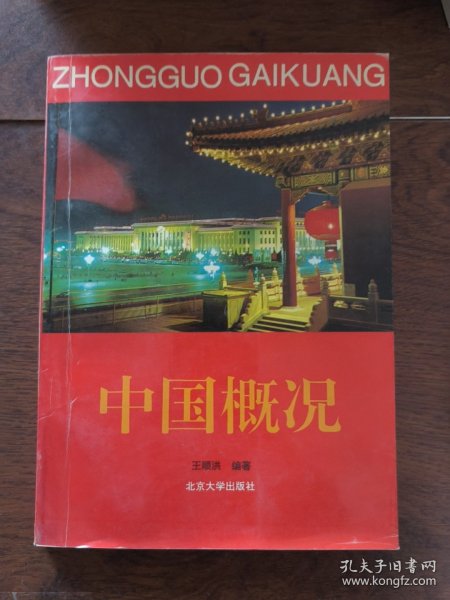 ZHONGGUO GAIKUANG
中国概况
王顺洪 编著
北京大学出版社
孔夫子旧书网
www.kongfz.com